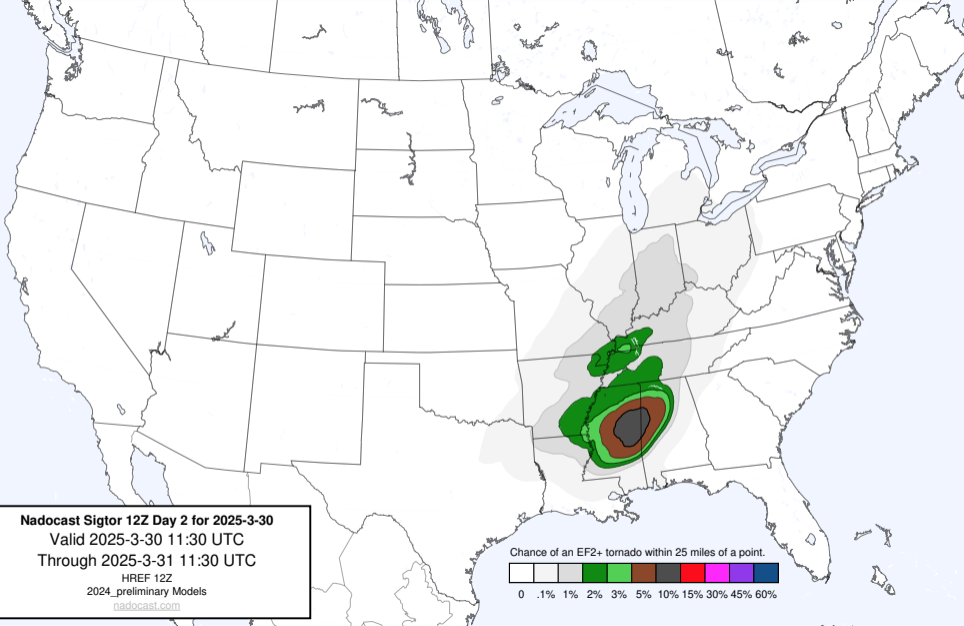 Nadocast Sigtor 12Z Day 2 for 2025-3-30
Valid 2025-3-30 11:30 UTC
Through 2025-3-31 11:30 UTC
HREF 12Z
2024_preliminary Models
nadocast.com
Chance of an EF2+ tornado within 25 miles of a point.
0 .1% 1% 2% 3% 5% 10% 15% 30% 45% 60%